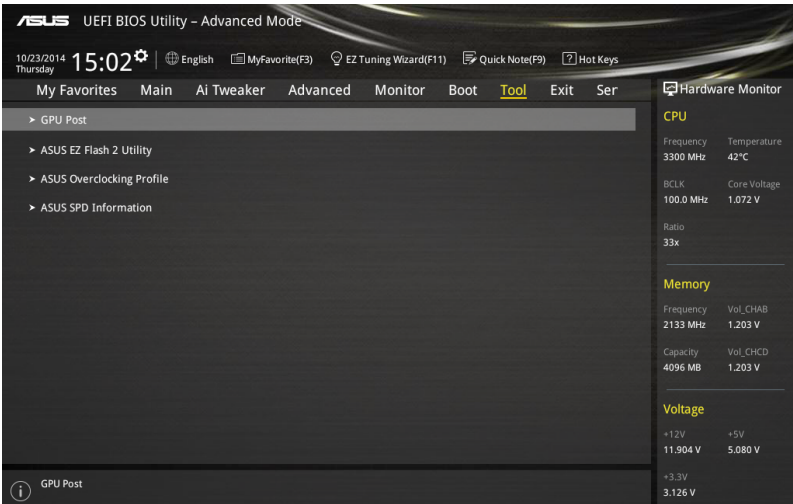 ASUS UEFI BIOS Utility – Advanced Mode
10/23/2014
Thursday
15:02
English
MyFavorite(F3)
EZ Tuning Wizard(F11)
Quick Note(F9)
? Hot Keys
My Favorites Main Ai Tweaker Advanced Monitor Boot Tool Exit Ser
Hardware Monitor
> GPU Post
> ASUS EZ Flash 2 Utility
> ASUS Overclocking Profile
> ASUS SPD Information
CPU
Frequency Temperature
3300 MHz 42°C
BCLK Core Voltage
100.0 MHz 1.072 V
Ratio
33x
Memory
Frequency Vol_CHAB
2133 MHz 1.203 V
Capacity Vol_CHCD
4096 MB 1.203 V
Voltage
+12V +5V
11.904 V 5.080 V
+3.3V
3.126 V
i GPU Post